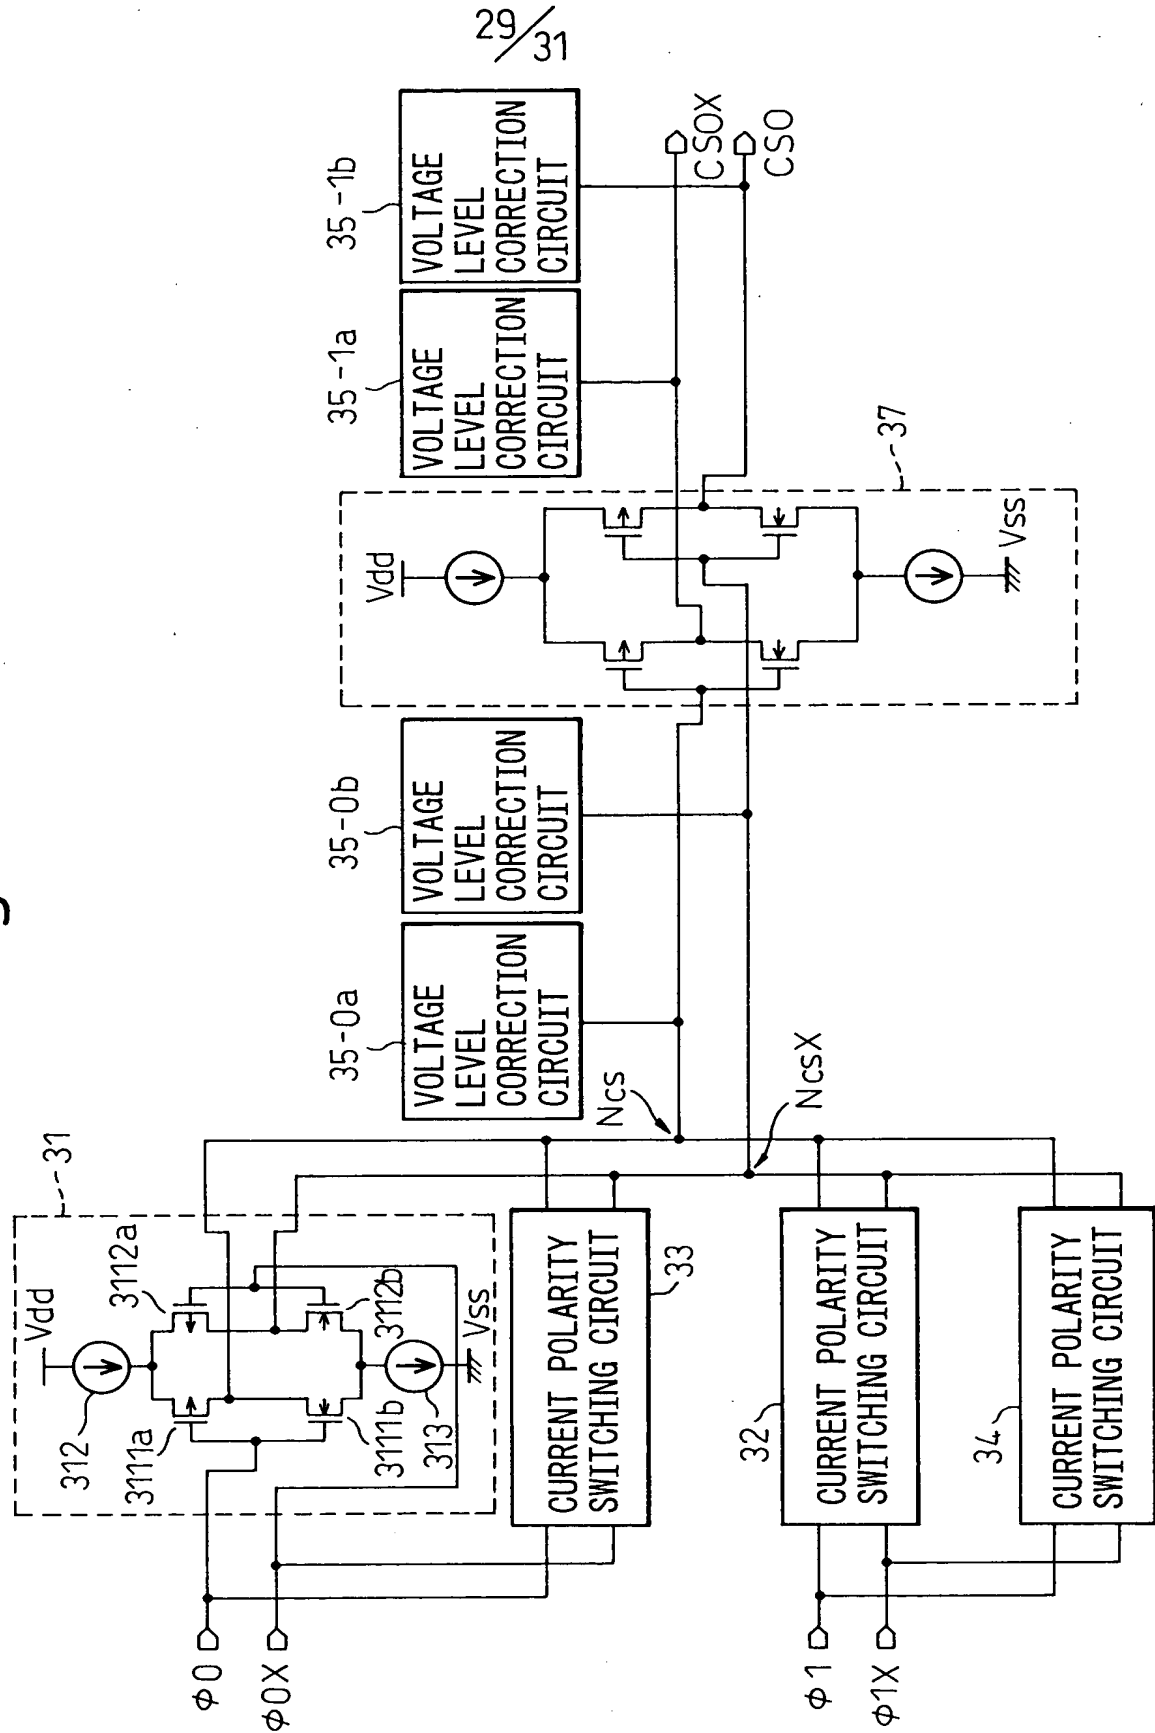 29/31
31
Vdd
312
3111a
3112a
3111b
3112b
313
Vss
φ0
φ0X
CURRENT POLARITY
SWITCHING CIRCUIT
33
φ1
φ1X
32
CURRENT POLARITY
SWITCHING CIRCUIT
34
CURRENT POLARITY
SWITCHING CIRCUIT
Ncs
NcsX
35-0a
VOLTAGE
LEVEL
CORRECTION
CIRCUIT
35-0b
VOLTAGE
LEVEL
CORRECTION
CIRCUIT
Vdd
Vss
37
35-1a
VOLTAGE
LEVEL
CORRECTION
CIRCUIT
35-1b
VOLTAGE
LEVEL
CORRECTION
CIRCUIT
CSOX
CSO